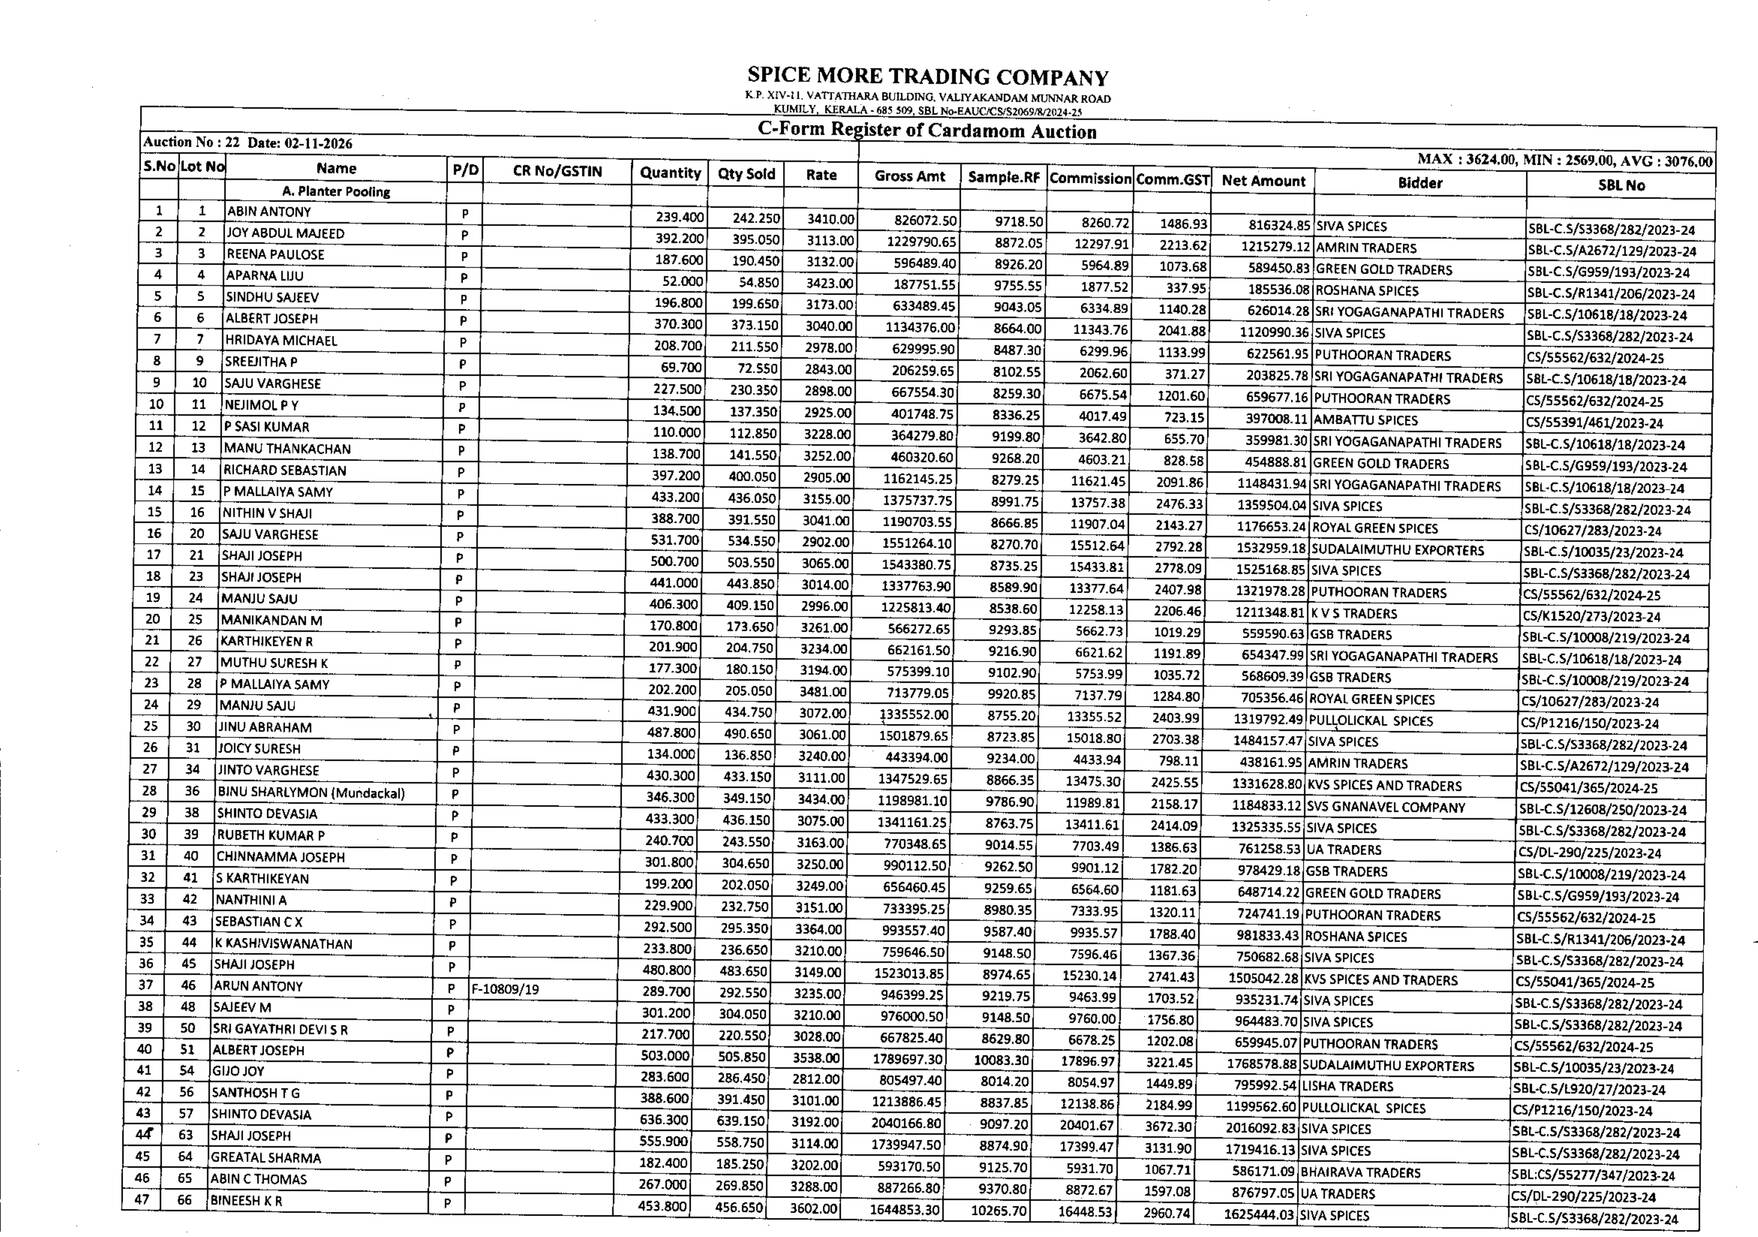 SPICE MORE TRADING COMPANY
K.P. XIV-11, VATTATHARA BUILDING, VALIYAKANDAM MUNNAR ROAD
KUMILY, KERALA - 685 509, SBL No-EAUC/CS/S2069/8/2024-25
C-Form Register of Cardamom Auction
Auction No : 22 Date: 02-11-2026
MAX : 3624.00, MIN : 2569.00, AVG : 3076.00
S.No Lot No Name P/D CR No/GSTIN Quantity Qty Sold Rate Gross Amt Sample.RF Commission Comm.GST Net Amount Bidder SBL No
A. Planter Pooling
1 1 ABIN ANTONY P 239.400 242.250 3410.00 826072.50 9718.50 8260.72 1486.93 816324.85 SIVA SPICES SBL-C.S/S3368/282/2023-24
2 2 JOY ABDUL MAJEED P 392.200 395.050 3113.00 1229790.65 8872.05 12297.91 2213.62 1215279.12 AMRIN TRADERS SBL-C.S/A2672/129/2023-24
3 3 REENA PAULOSE P 187.600 190.450 3132.00 596489.40 8926.20 5964.89 1073.68 589450.83 GREEN GOLD TRADERS SBL-C.S/G959/193/2023-24
4 4 APARNA LIJU P 52.000 54.850 3423.00 187751.55 9755.55 1877.52 337.95 185536.08 ROSHANA SPICES SBL-C.S/R1341/206/2023-24
5 5 SINDHU SAJEEV P 196.800 199.650 3173.00 633489.45 9043.05 6334.89 1140.28 626014.28 SRI YOGAGANAPATHI TRADERS SBL-C.S/10618/18/2023-24
6 6 ALBERT JOSEPH P 370.300 373.150 3040.00 1134376.00 8664.00 11343.76 2041.88 1120990.36 SIVA SPICES SBL-C.S/S3368/282/2023-24
7 7 HRIDAYA MICHAEL P 208.700 211.550 2978.00 629995.90 8487.30 6299.96 1133.99 622561.95 PUTHOORAN TRADERS CS/55562/632/2024-25
8 9 SREEJITHA P P 69.700 72.550 2843.00 206259.65 8102.55 2062.60 371.27 203825.78 SRI YOGAGANAPATHI TRADERS SBL-C.S/10618/18/2023-24
9 10 SAJU VARGHESE P 227.500 230.350 2898.00 667554.30 8259.30 6675.54 1201.60 659677.16 PUTHOORAN TRADERS CS/55562/632/2024-25
10 11 NEJIMOL P Y P 134.500 137.350 2925.00 401748.75 8336.25 4017.49 723.15 397008.11 AMBATTU SPICES CS/55391/461/2023-24
11 12 P SASI KUMAR P 110.000 112.850 3228.00 364279.80 9199.80 3642.80 655.70 359981.30 SRI YOGAGANAPATHI TRADERS SBL-C.S/10618/18/2023-24
12 13 MANU THANKACHAN P 138.700 141.550 3252.00 460320.60 9268.20 4603.21 828.58 454888.81 GREEN GOLD TRADERS SBL-C.S/G959/193/2023-24
13 14 RICHARD SEBASTIAN P 397.200 400.050 2905.00 1162145.25 8279.25 11621.45 2091.86 1148431.94 SRI YOGAGANAPATHI TRADERS SBL-C.S/10618/18/2023-24
14 15 P MALLAIYA SAMY P 433.200 436.050 3155.00 1375737.75 8991.75 13757.38 2476.33 1359504.04 SIVA SPICES SBL-C.S/S3368/282/2023-24
15 16 NITHIN V SHAJI P 388.700 391.550 3041.00 1190703.55 8666.85 11907.04 2143.27 1176653.24 ROYAL GREEN SPICES CS/10627/283/2023-24
16 20 SAJU VARGHESE P 531.700 534.550 2902.00 1551264.10 8270.70 15512.64 2792.28 1532959.18 SUDALAIMUTHU EXPORTERS SBL-C.S/10035/23/2023-24
17 21 SHAJI JOSEPH P 500.700 503.550 3065.00 1543380.75 8735.25 15433.81 2778.09 1525168.85 SIVA SPICES SBL-C.S/S3368/282/2023-24
18 23 SHAJI JOSEPH P 441.000 443.850 3014.00 1337763.90 8589.90 13377.64 2407.98 1321978.28 PUTHOORAN TRADERS CS/55562/632/2024-25
19 24 MANJU SAJU P 406.300 409.150 2996.00 1225813.40 8538.60 12258.13 2206.46 1211348.81 K V S TRADERS CS/K1520/273/2023-24
20 25 MANIKANDAN M P 170.800 173.650 3261.00 566272.65 9293.85 5662.73 1019.29 559590.63 GSB TRADERS SBL-C.S/10008/219/2023-24
21 26 KARTHIKEYEN R P 201.900 204.750 3234.00 662161.50 9216.90 6621.62 1191.89 654347.99 SRI YOGAGANAPATHI TRADERS SBL-C.S/10618/18/2023-24
22 27 MUTHU SURESH K P 177.300 180.150 3194.00 575399.10 9102.90 5753.99 1035.72 568609.39 GSB TRADERS SBL-C.S/10008/219/2023-24
23 28 P MALLAIYA SAMY P 202.200 205.050 3481.00 713779.05 9920.85 7137.79 1284.80 705356.46 ROYAL GREEN SPICES CS/10627/283/2023-24
24 29 MANJU SAJU P 431.900 434.750 3072.00 1335552.00 8755.20 13355.52 2403.99 1319792.49 PULLOLICKAL SPICES CS/P1216/150/2023-24
25 30 JINU ABRAHAM P 487.800 490.650 3061.00 1501879.65 8723.85 15018.80 2703.38 1484157.47 SIVA SPICES SBL-C.S/S3368/282/2023-24
26 31 JOICY SURESH P 134.000 136.850 3240.00 443394.00 9234.00 4433.94 798.11 438161.95 AMRIN TRADERS SBL-C.S/A2672/129/2023-24
27 34 JINTO VARGHESE P 430.300 433.150 3111.00 1347529.65 8866.35 13475.30 2425.55 1331628.80 KVS SPICES AND TRADERS CS/55041/365/2024-25
28 36 BINU SHARLYMON (Mundackal) P 346.300 349.150 3434.00 1198981.10 9786.90 11989.81 2158.17 1184833.12 SVS GNANAVEL COMPANY SBL-C.S/12608/250/2023-24
29 38 SHINTO DEVASIA P 433.300 436.150 3075.00 1341161.25 8763.75 13411.61 2414.09 1325335.55 SIVA SPICES SBL-C.S/S3368/282/2023-24
30 39 RUBETH KUMAR P P 240.700 243.550 3163.00 770348.65 9014.55 7703.49 1386.63 761258.53 UA TRADERS CS/DL-290/225/2023-24
31 40 CHINNAMMA JOSEPH P 301.800 304.650 3250.00 990112.50 9262.50 9901.12 1782.20 978429.18 GSB TRADERS SBL-C.S/10008/219/2023-24
32 41 S KARTHIKEYAN P 199.200 202.050 3249.00 656460.45 9259.65 6564.60 1181.63 648714.22 GREEN GOLD TRADERS SBL-C.S/G959/193/2023-24
33 42 NANTHINI A P 229.900 232.750 3151.00 733395.25 8980.35 7333.95 1320.11 724741.19 PUTHOORAN TRADERS CS/55562/632/2024-25
34 43 SEBASTIAN C X P 292.500 295.350 3364.00 993557.40 9587.40 9935.57 1788.40 981833.43 ROSHANA SPICES SBL-C.S/R1341/206/2023-24
35 44 K KASHIVISWANATHAN P 233.800 236.650 3210.00 759646.50 9148.50 7596.46 1367.36 750682.68 SIVA SPICES SBL-C.S/S3368/282/2023-24
36 45 SHAJI JOSEPH P 480.800 483.650 3149.00 1523013.85 8974.65 15230.14 2741.43 1505042.28 KVS SPICES AND TRADERS CS/55041/365/2024-25
37 46 ARUN ANTONY P F-10809/19 289.700 292.550 3235.00 946399.25 9219.75 9463.99 1703.52 935231.74 SIVA SPICES SBL-C.S/S3368/282/2023-24
38 48 SAJEEV M P 301.200 304.050 3210.00 976000.50 9148.50 9760.00 1756.80 964483.70 SIVA SPICES SBL-C.S/S3368/282/2023-24
39 50 SRI GAYATHRI DEVI S R P 217.700 220.550 3028.00 667825.40 8629.80 6678.25 1202.08 659945.07 PUTHOORAN TRADERS CS/55562/632/2024-25
40 51 ALBERT JOSEPH P 503.000 505.850 3538.00 1789697.30 10083.30 17896.97 3221.45 1768578.88 SUDALAIMUTHU EXPORTERS SBL-C.S/10035/23/2023-24
41 54 GIJO JOY P 283.600 286.450 2812.00 805497.40 8014.20 8054.97 1449.89 795992.54 LISHA TRADERS SBL-C.S/L920/27/2023-24
42 56 SANTHOSH T G P 388.600 391.450 3101.00 1213886.45 8837.85 12138.86 2184.99 1199562.60 PULLOLICKAL SPICES CS/P1216/150/2023-24
43 57 SHINTO DEVASIA P 636.300 639.150 3192.00 2040166.80 9097.20 20401.67 3672.30 2016092.83 SIVA SPICES SBL-C.S/S3368/282/2023-24
44 63 SHAJI JOSEPH P 555.900 558.750 3114.00 1739947.50 8874.90 17399.47 3131.90 1719416.13 SIVA SPICES SBL-C.S/S3368/282/2023-24
45 64 GREATAL SHARMA P 182.400 185.250 3202.00 593170.50 9125.70 5931.70 1067.71 586171.09 BHAIRAVA TRADERS SBL:CS/55277/347/2023-24
46 65 ABIN C THOMAS P 267.000 269.850 3288.00 887266.80 9370.80 8872.67 1597.08 876797.05 UA TRADERS CS/DL-290/225/2023-24
47 66 BINEESH K R P 453.800 456.650 3602.00 1644853.30 10265.70 16448.53 2960.74 1625444.03 SIVA SPICES SBL-C.S/S3368/282/2023-24